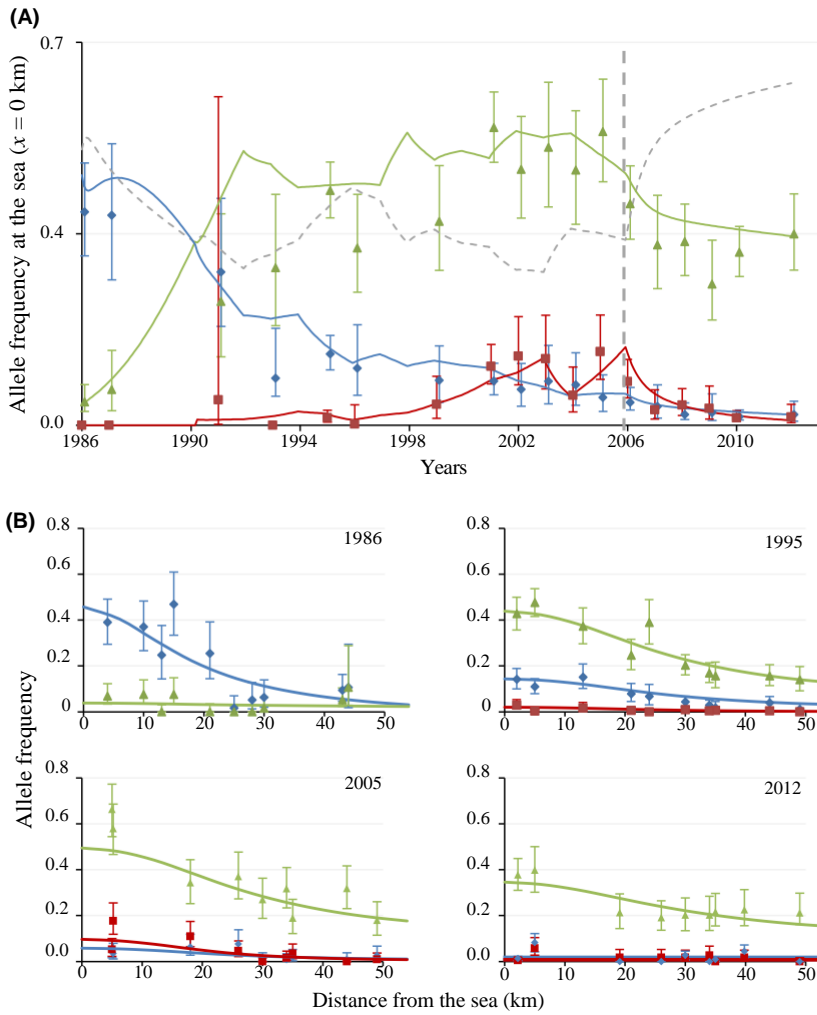 (A)
Allele frequency at the sea (x = 0 km)
0.7
0.4
0.0
1986 1990 1994 1998 2002 2006 2010
Years
(B)
Allele frequency
1986
0.8
0.6
0.4
0.2
0
0 10 20 30 40 50
1995
0.8
0.6
0.4
0.2
0
0 10 20 30 40 50
2005
0.8
0.6
0.4
0.2
0.0
0 10 20 30 40 50
2012
0.8
0.6
0.4
0.2
0.0
0 10 20 30 40 50
Distance from the sea (km)